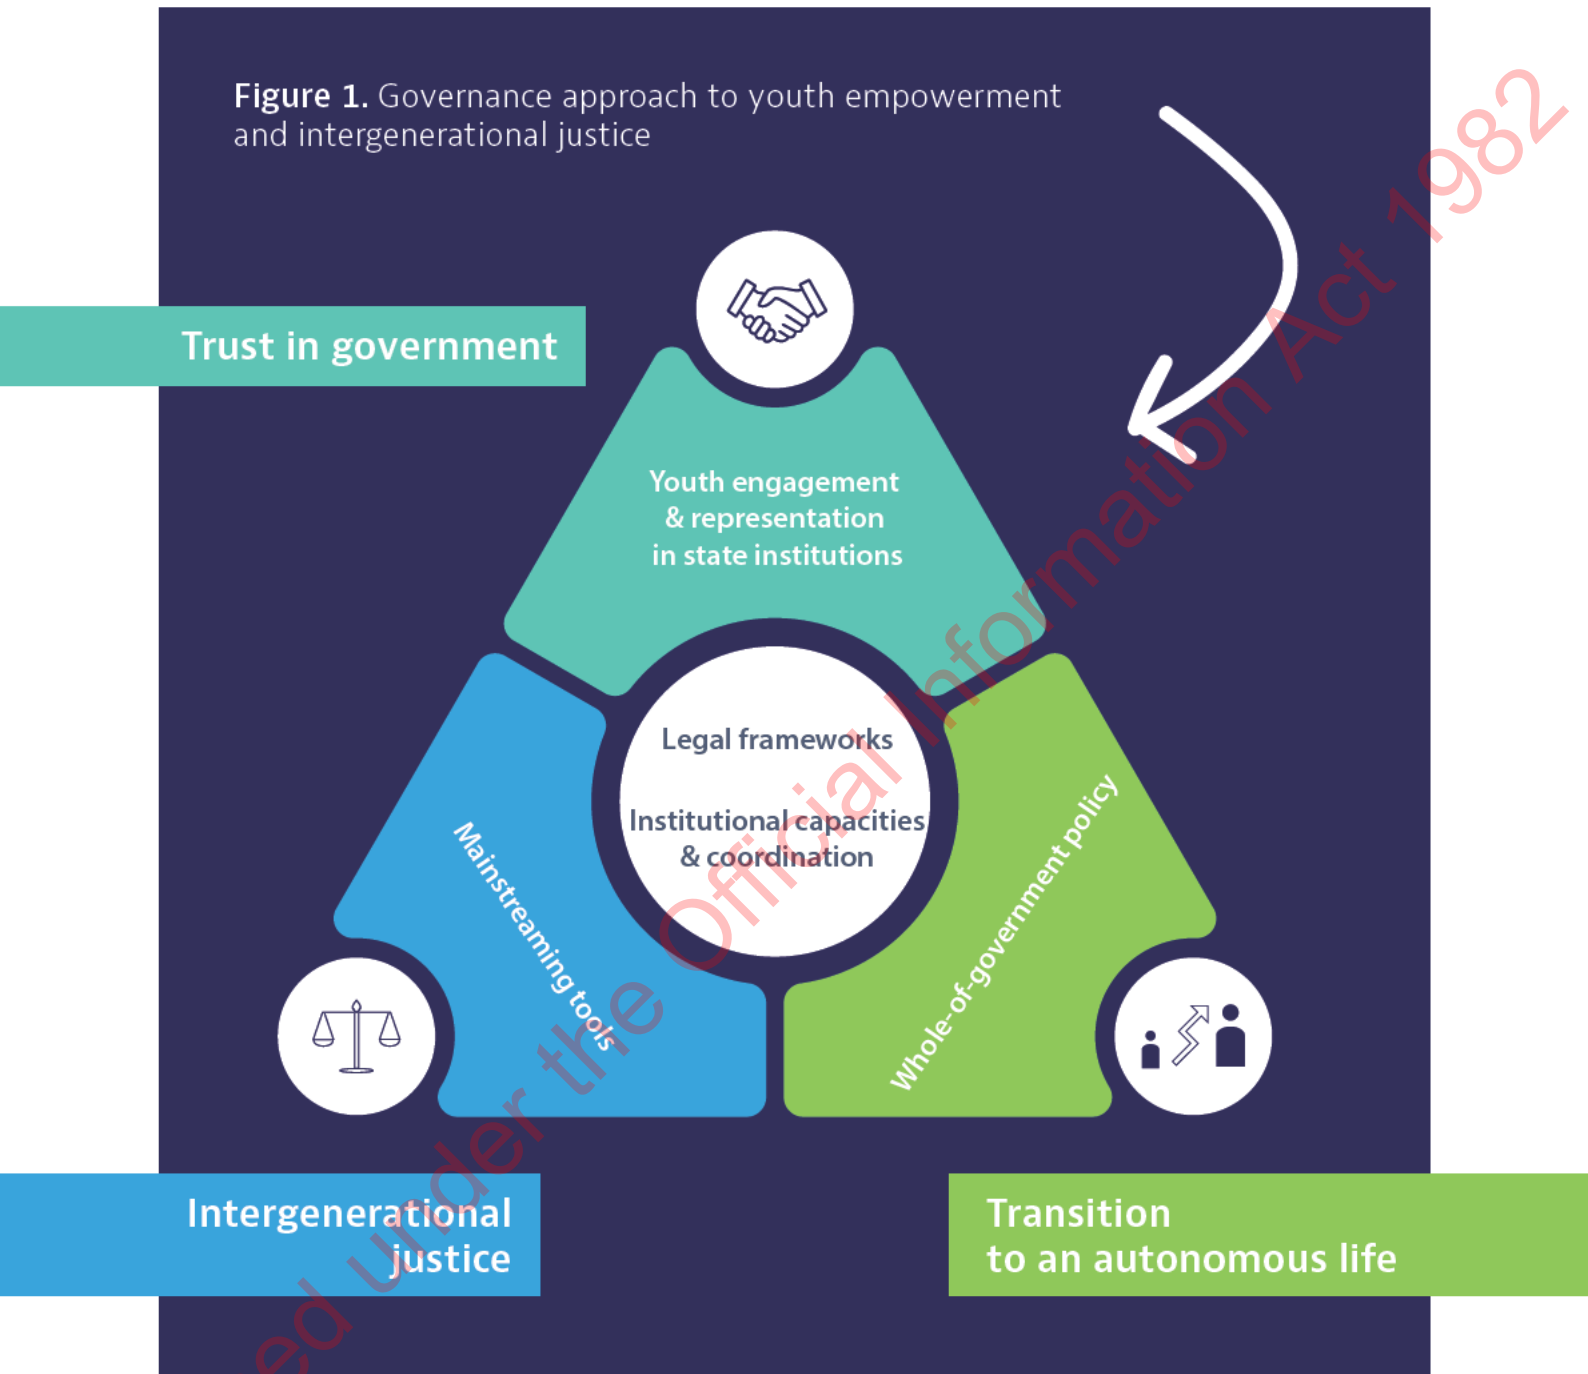 Figure 1. Governance approach to youth empowerment
and intergenerational justice
Trust in government
Youth engagement
& representation
in state institutions
Legal frameworks
Institutional capacities
& coordination
Mainstreaming tools
Whole-of-government policy
Intergenerational
justice
Transition
to an autonomous life
ed under the Official Information Act 1982